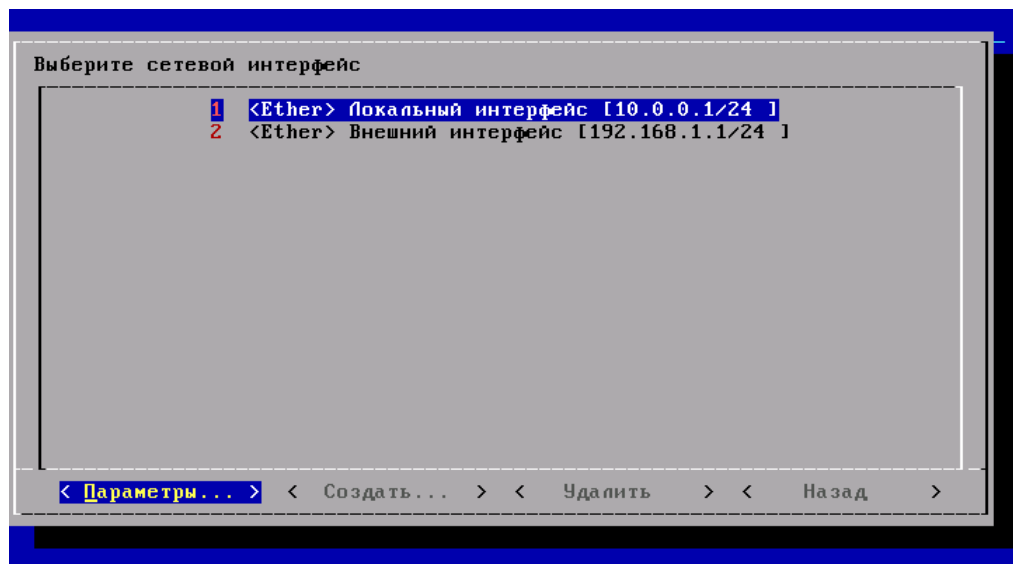 Выберите сетевой интерфейс
1 <Ether> Локальный интерфейс [10.0.0.1/24 ]
2 <Ether> Внешний интерфейс [192.168.1.1/24 ]
< Параметры... > < Создать... > < Удалить > < Назад >